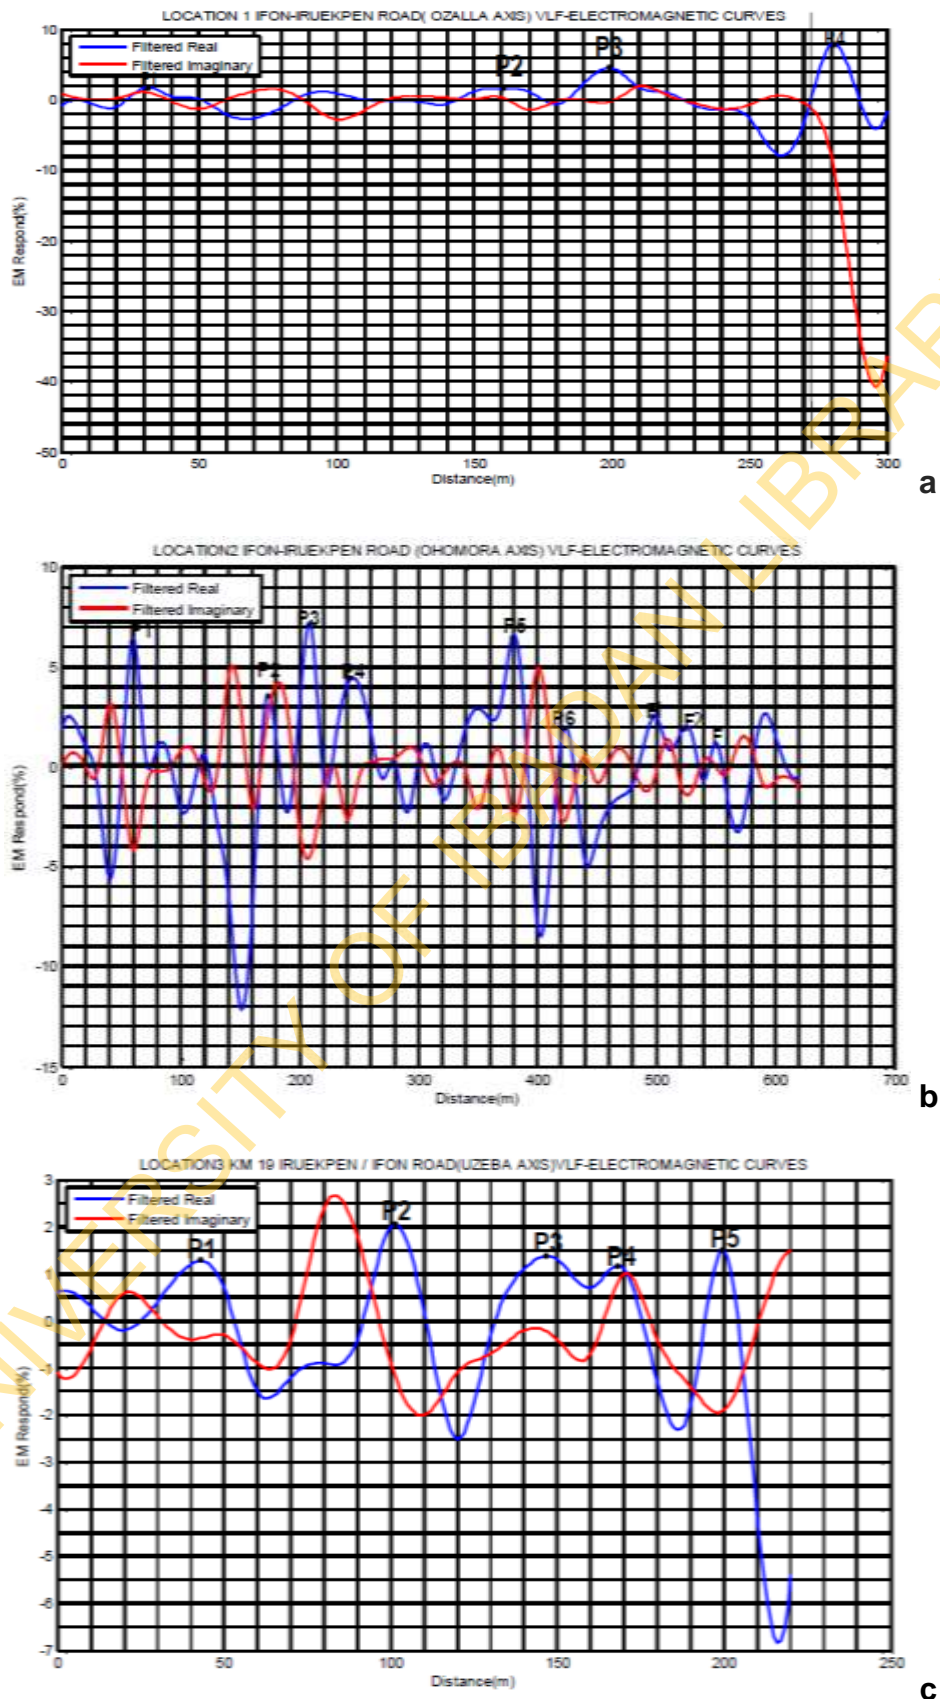 LOCATION 1 IFON-IRUEKPEN ROAD( OZALLA AXIS) VLF-ELECTROMAGNETIC CURVES
Filtered Real
Filtered Imaginary
P2
P3
10
0
-10
-20
-30
-40
-50
EM Respond(%)
0 50 100 150 200 250 300
Distance(m)
a
LOCATION2 IFON-IRUEKPEN ROAD (OHOMORA AXIS) VLF-ELECTROMAGNETIC CURVES
Filtered Real
Filtered Imaginary
P1
P2
P3
P4
P5
P6
10
5
0
-5
-10
-15
EM Respond(%)
0 100 200 300 400 500 600 700
Distance(m)
b
LOCATION3 KM 19 IRUEKPEN / IFON ROAD(UZEBA AXIS)VLF-ELECTROMAGNETIC CURVES
Filtered Real
Filtered Imaginary
P1
P2
P3
P4
P5
3
2
1
0
-1
-2
-3
-4
-5
-6
-7
EM Respond(%)
0 50 100 150 200 250
Distance(m)
c
UNIVERSITY OF IBADAN LIBRAR